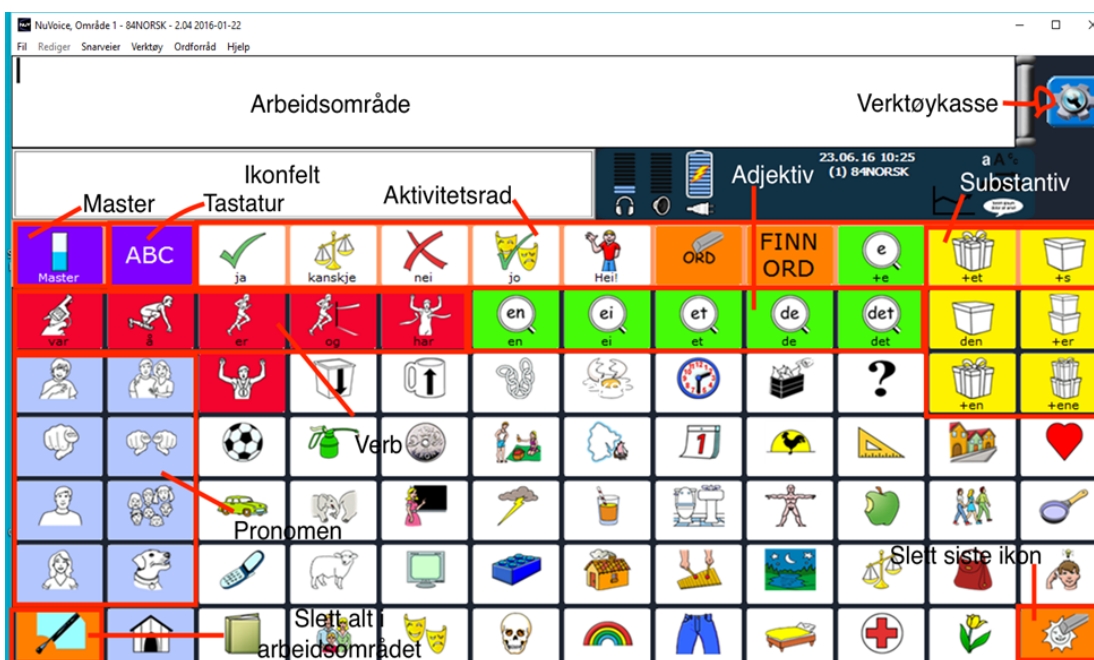 NuVoice, Område 1 - 84NORSK - 2.04 2016-01-22
Fil Rediger Snarveier Verktøy Ordforråd Hjelp
Arbeidsområde
Verktøykasse
Ikonfelt
23.06.16 10:25
(1) 84NORSK
aA
Master
Tastatur
Aktivitetsrad
Adjektiv
Substantiv
Master
ABC
ja
kanskje
nei
jo
Hei!
ORD
FINN
ORD
e
+e
+et
+s
var
å
er
og
har
en
en
ei
ei
et
et
de
de
det
det
den
+er
?
+en
+ene
Verb
1
Pronomen
Slett siste ikon
Slett alt i
arbeidsområdet